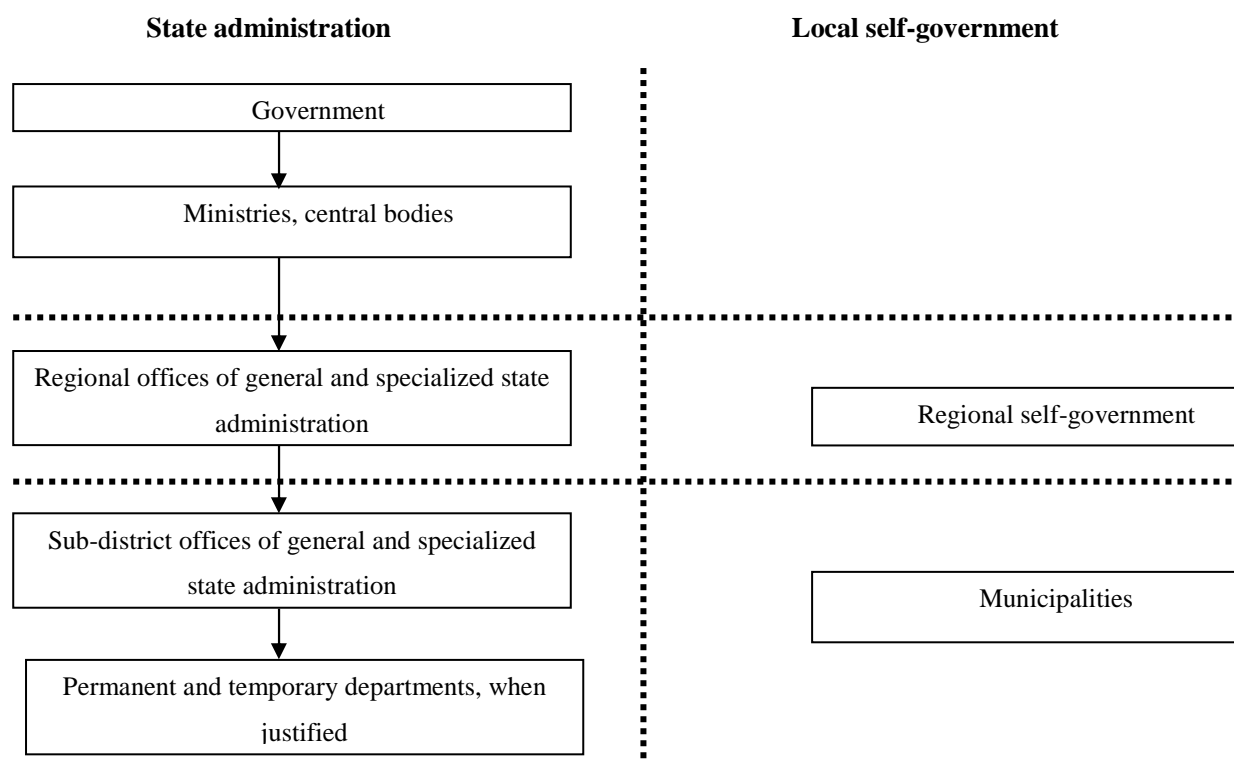 State administration
Local self-government
Government
Ministries, central bodies
Regional offices of general and specialized state
administration
Regional self-government
Sub-district offices of general and specialized
state administration
Municipalities
Permanent and temporary departments, when
justified